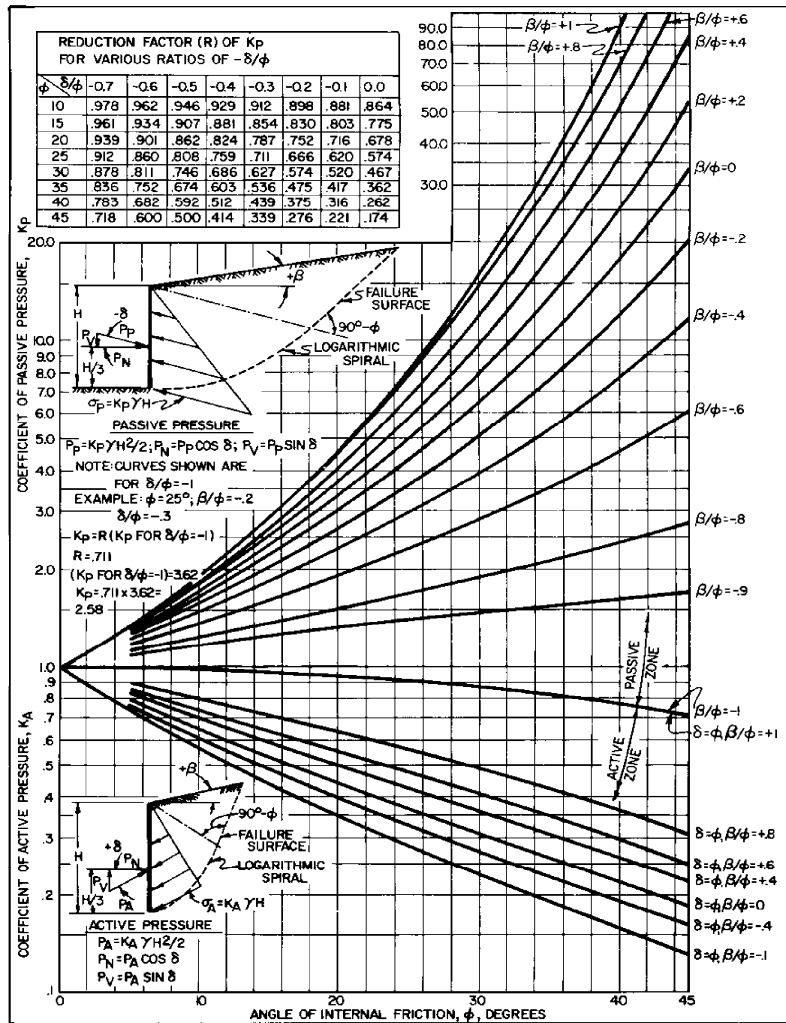 REDUCTION FACTOR (R) OF Kp
FOR VARIOUS RATIOS OF -δ/φ
φ δ/φ -0.7 -0.6 -0.5 -0.4 -0.3 -0.2 -0.1 0.0
10 .978 .962 .946 .929 .912 .898 .881 .864
15 .961 .934 .907 .881 .854 .830 .803 .775
20 .939 .901 .862 .824 .787 .752 .716 .678
25 .912 .860 .808 .759 .711 .666 .620 .574
30 .878 .811 .746 .686 .627 .574 .520 .467
35 .836 .752 .674 .603 .536 .475 .417 .362
40 .783 .682 .592 .512 .439 .375 .316 .262
45 .718 .600 .500 .414 .339 .276 .221 .174
90.0
80.0
70.0
60.0
50.0
40.0
30.0
20.0
10.0
9.0
8.0
7.0
6.0
5.0
4.0
3.0
2.0
1.0
.9
.8
.7
.6
.5
.4
.3
.2
.1
COEFFICIENT OF PASSIVE PRESSURE, Kp
COEFFICIENT OF ACTIVE PRESSURE, KA
β/φ=+1
β/φ=+.8
β/φ=+.6
β/φ=+.4
β/φ=+.2
β/φ=0
β/φ=-.2
β/φ=-.4
β/φ=-.6
β/φ=-.8
β/φ=-.9
β/φ=-1
δ=φ,β/φ=+1
δ=φ,β/φ=+.8
δ=φ,β/φ=+.6
δ=φ,β/φ=+.4
δ=φ,β/φ=0
δ=φ,β/φ=-.4
δ=φ,β/φ=-.1
PASSIVE ZONE
ACTIVE ZONE
+β
H
-δ
Pp
PV
PN
H/3
FAILURE
SURFACE
90°-φ
LOGARITHMIC
SPIRAL
σP=KP γH
PASSIVE PRESSURE
PP=KP γH2/2; PN=PP COS δ; PV=PP SIN δ
NOTE: CURVES SHOWN ARE
FOR δ/φ=-1
EXAMPLE: φ=25°; β/φ=-.2
δ/φ=-.3
KP=R (KP FOR δ/φ=-1)
R=.711
(KP FOR δ/φ=-1)=3.62
KP=.711 x 3.62=
2.58
+β
H
+δ
PN
PV
PA
H/3
90°-φ
FAILURE
SURFACE
LOGARITHMIC
SPIRAL
σA=KA γH
ACTIVE PRESSURE
PA=KA γH2/2
PN=PA COS δ
PV=PA SIN δ
0 10 20 30 40 45
ANGLE OF INTERNAL FRICTION, φ, DEGREES